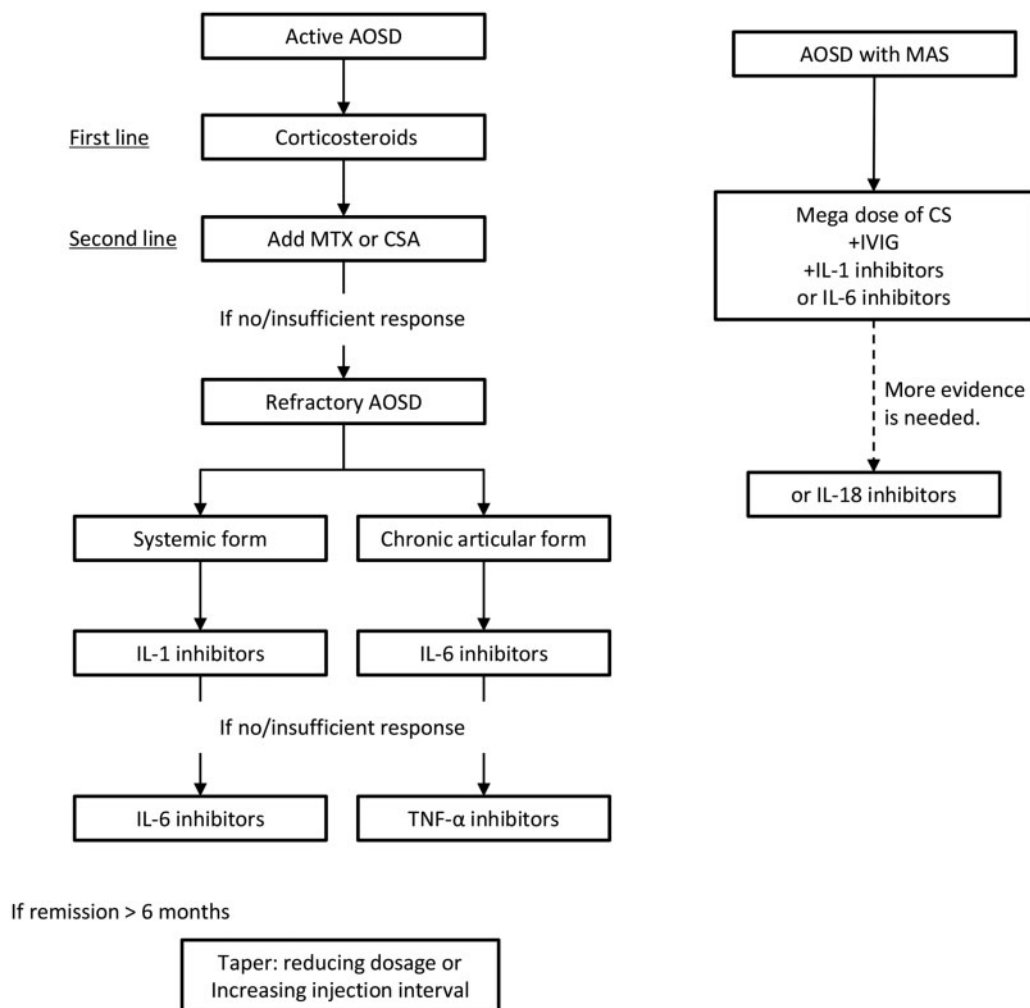 Active AOSD
First line
Corticosteroids
Second line
Add MTX or CSA
If no/insufficient response
Refractory AOSD
Systemic form
Chronic articular form
IL-1 inhibitors
IL-6 inhibitors
If no/insufficient response
IL-6 inhibitors
TNF-α inhibitors
If remission > 6 months
Taper: reducing dosage or
Increasing injection interval
AOSD with MAS
Mega dose of CS
+IVIG
+IL-1 inhibitors
or IL-6 inhibitors
More evidence
is needed.
or IL-18 inhibitors